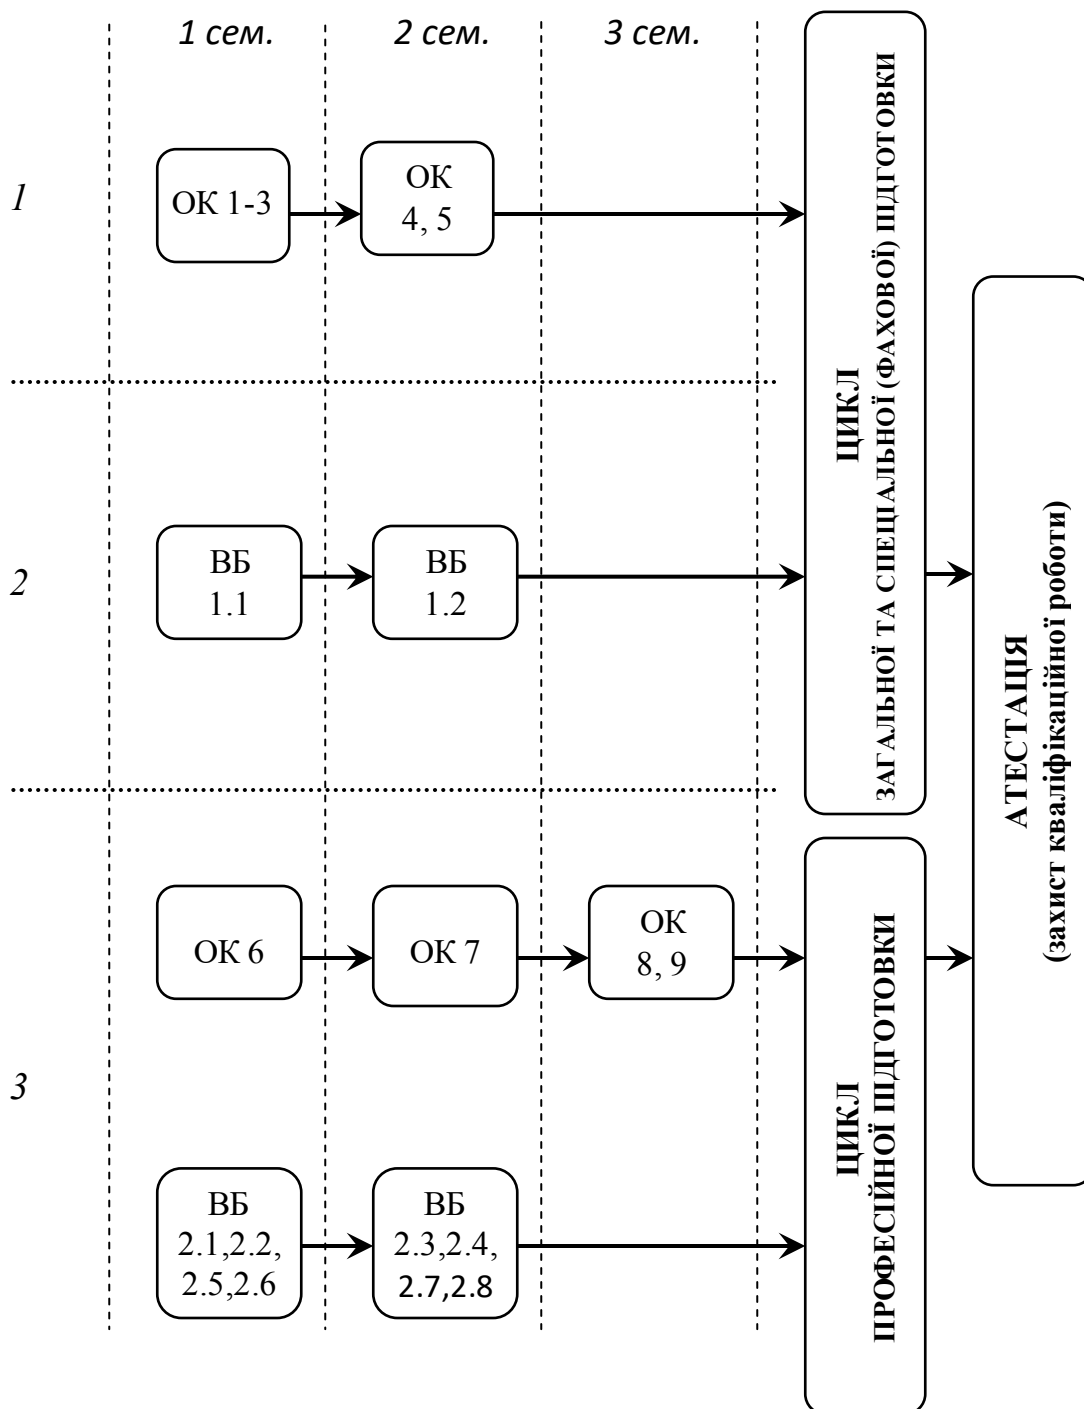 1 сем.
2 сем.
3 сем.
1
ОК 1-3
ОК
4, 5
2
ВБ
1.1
ВБ
1.2
ЦИКЛ
ЗАГАЛЬНОЇ ТА СПЕЦІАЛЬНОЇ (ФАХОВОЇ) ПІДГОТОВКИ
3
ОК 6
ОК 7
ОК
8, 9
ВБ
2.1,2.2,
2.5,2.6
ВБ
2.3,2.4,
2.7,2.8
ЦИКЛ
ПРОФЕСІЙНОЇ ПІДГОТОВКИ
АТЕСТАЦІЯ
(захист кваліфікаційної роботи)